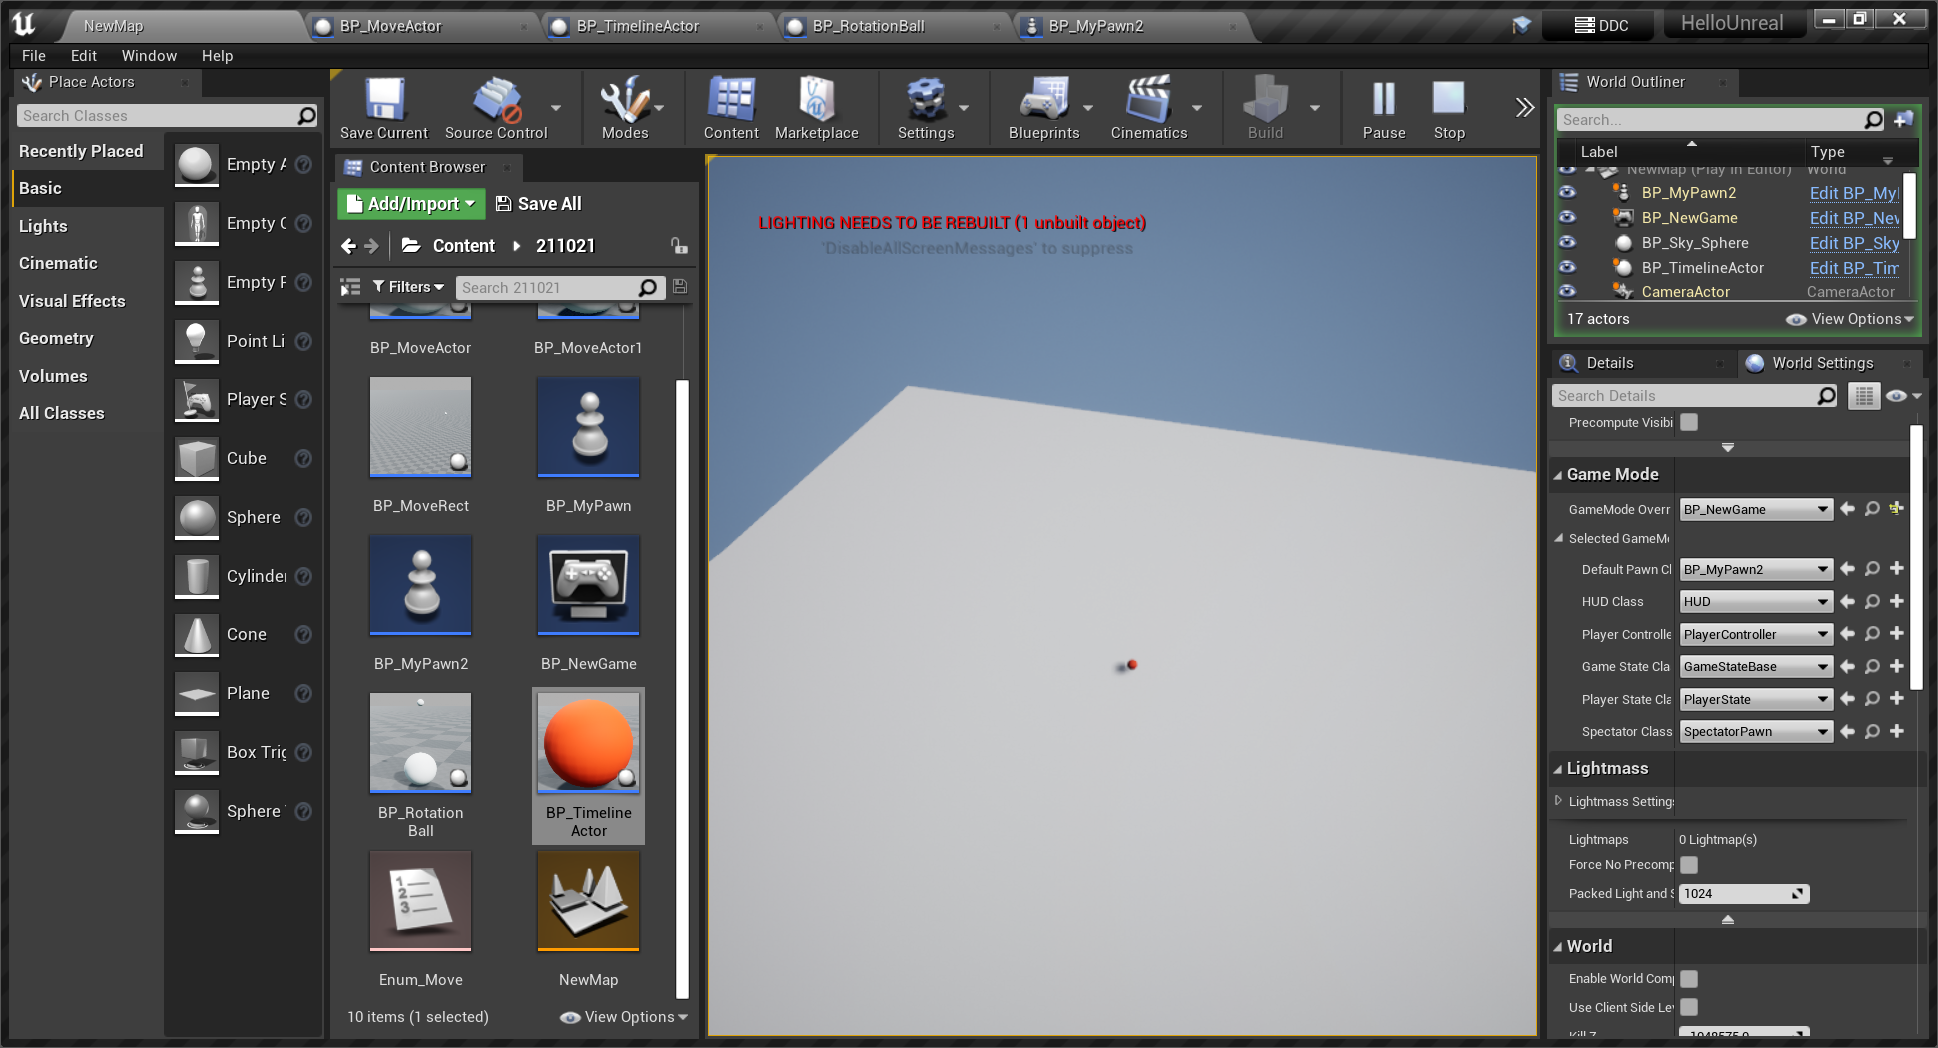 NewMap
BP_MoveActor
BP_TimelineActor
BP_RotationBall
BP_MyPawn2
DDC
HelloUnreal
File Edit Window Help
Place Actors
Search Classes
Recently Placed
Basic
Lights
Cinematic
Visual Effects
Geometry
Volumes
All Classes
Empty A
Empty C
Empty P
Point Li
Player S
Cube
Sphere
Cylinder
Cone
Plane
Box Trig
Sphere
Save Current
Source Control
Modes
Content
Marketplace
Settings
Blueprints
Cinematics
Build
Pause
Stop
Content Browser
Add/Import
Save All
Content
211021
Filters
Search 211021
BP_MoveActor
BP_MoveActor1
BP_MoveRect
BP_MyPawn
BP_MyPawn2
BP_NewGame
BP_Rotation
Ball
BP_Timeline
Actor
1
2
3
Enum_Move
NewMap
10 items (1 selected)
View Options
LIGHTING NEEDS TO BE REBUILT (1 unbuilt object)
'DisableAllScreenMessages' to suppress
World Outliner
Search...
Label
Type
NewMap (Play In Editor) World
BP_MyPawn2 Edit BP_My
BP_NewGame Edit BP_Nev
BP_Sky_Sphere Edit BP_Sky
BP_TimelineActor Edit BP_Tim
CameraActor CameraActor
17 actors
View Options
Details
World Settings
Search Details
Precompute Visibi
Game Mode
GameMode Overr BP_NewGame
Selected GameMo
Default Pawn Cl BP_MyPawn2
HUD Class HUD
Player Controlle PlayerController
Game State Cla GameStateBase
Player State Cla PlayerState
Spectator Class SpectatorPawn
Lightmass
Lightmass Settings
Lightmaps 0 Lightmap(s)
Force No Precomp
Packed Light and S 1024
World
Enable World Comp
Use Client Side Lev
Kill Z -1048575.0